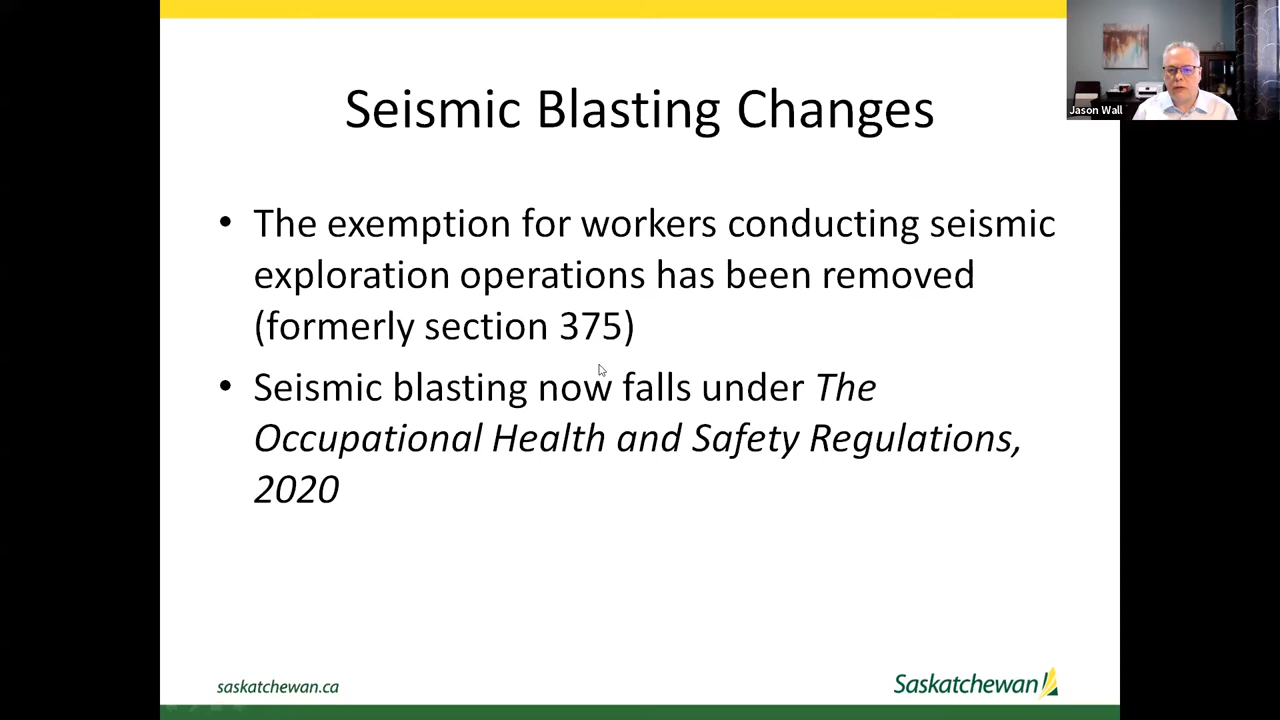 Seismic Blasting Changes
Jason Wall
• The exemption for workers conducting seismic
exploration operations has been removed
(formerly section 375)
• Seismic blasting now falls under The
Occupational Health and Safety Regulations,
2020
saskatchewan.ca
Saskatchewan